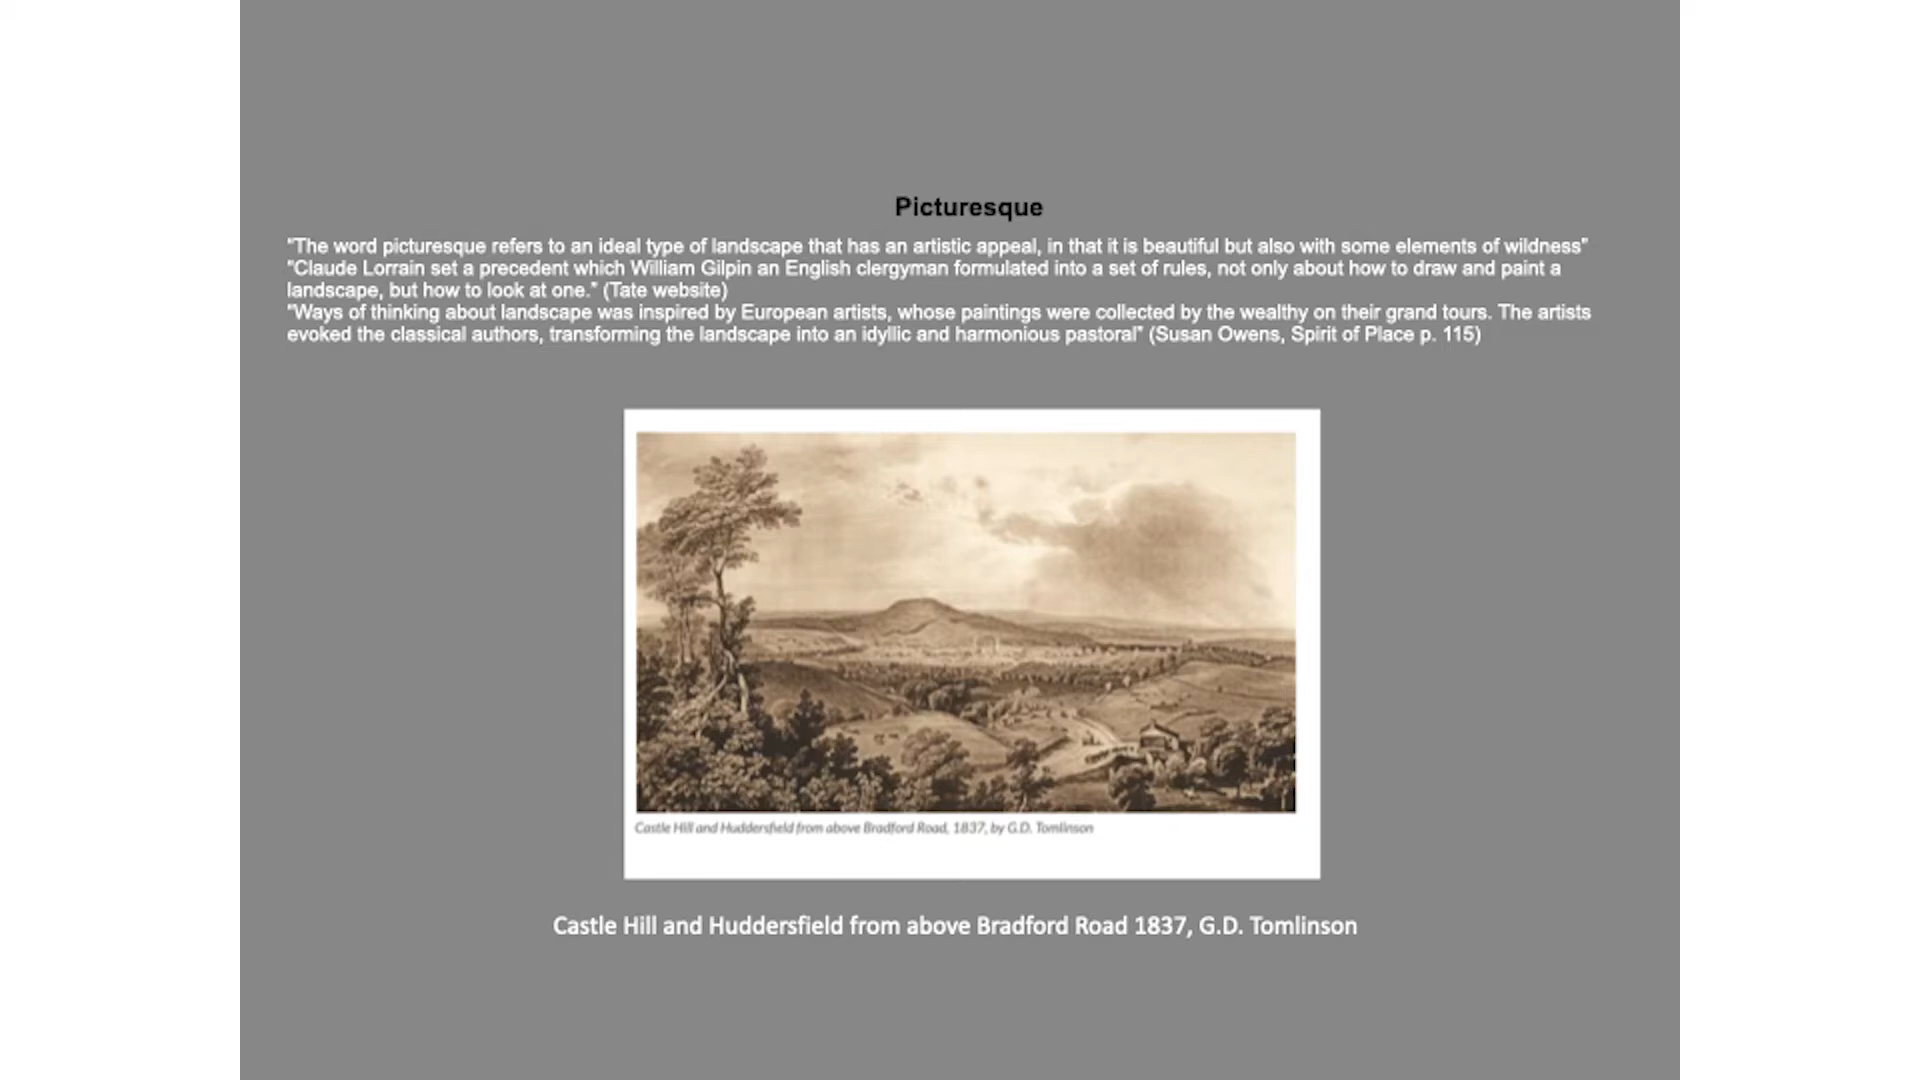 Picturesque
"The word picturesque refers to an ideal type of landscape that has an artistic appeal, in that it is beautiful but also with some elements of wildness"
"Claude Lorrain set a precedent which William Gilpin an English clergyman formulated into a set of rules, not only about how to draw and paint a
landscape, but how to look at one." (Tate website)
"Ways of thinking about landscape was inspired by European artists, whose paintings were collected by the wealthy on their grand tours. The artists
evoked the classical authors, transforming the landscape into an idyllic and harmonious pastoral" (Susan Owens, Spirit of Place p. 115)
Castle Hill and Huddersfield from above Bradford Road, 1837, by G.D. Tomlinson
Castle Hill and Huddersfield from above Bradford Road 1837, G.D. Tomlinson